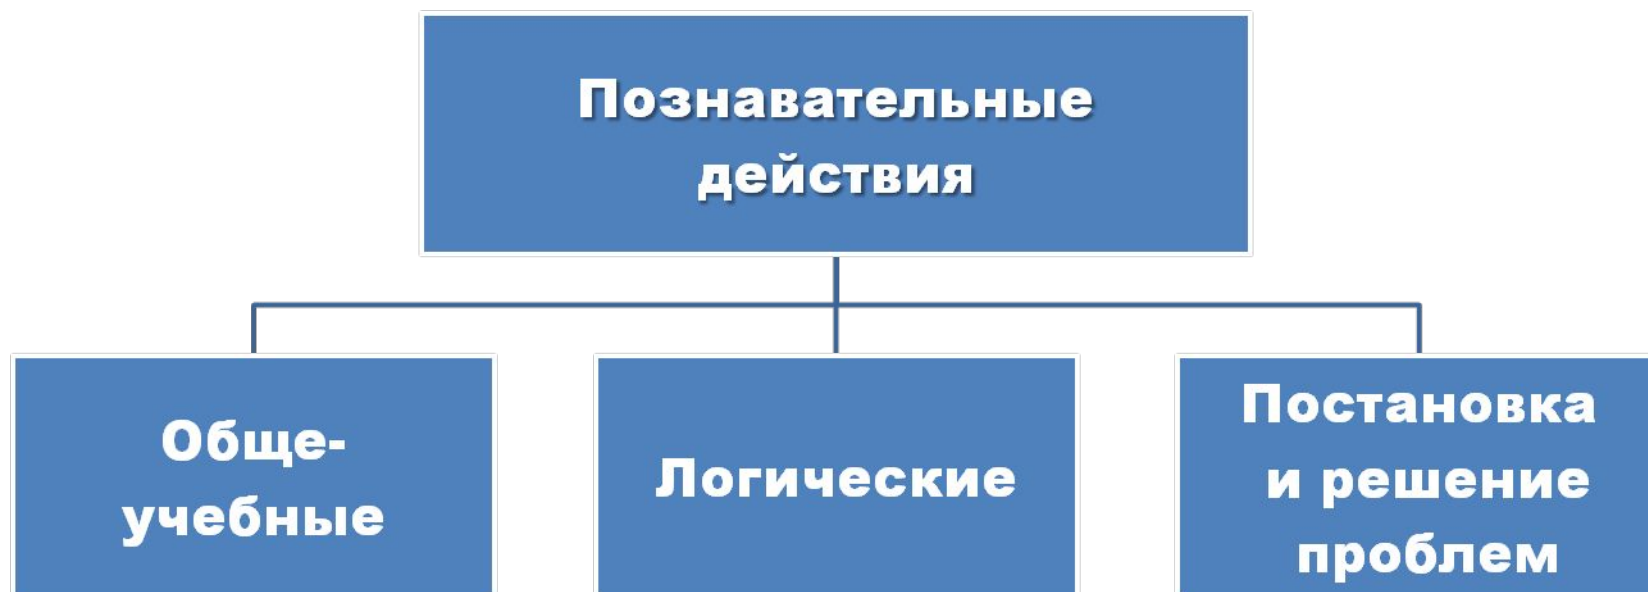 Познавательные
действия
Обще-
учебные
Логические
Постановка
и решение
проблем